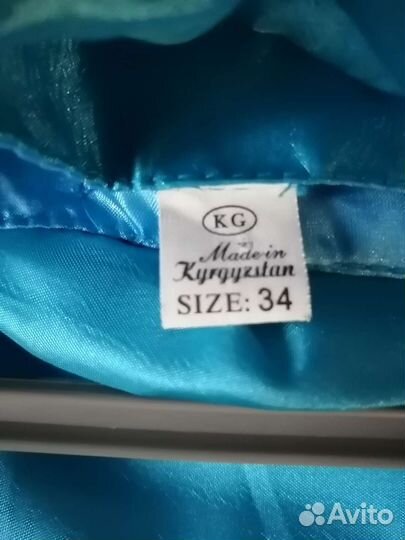 KG
Made in
Kyrgyzstan
SIZE: 34
Avito